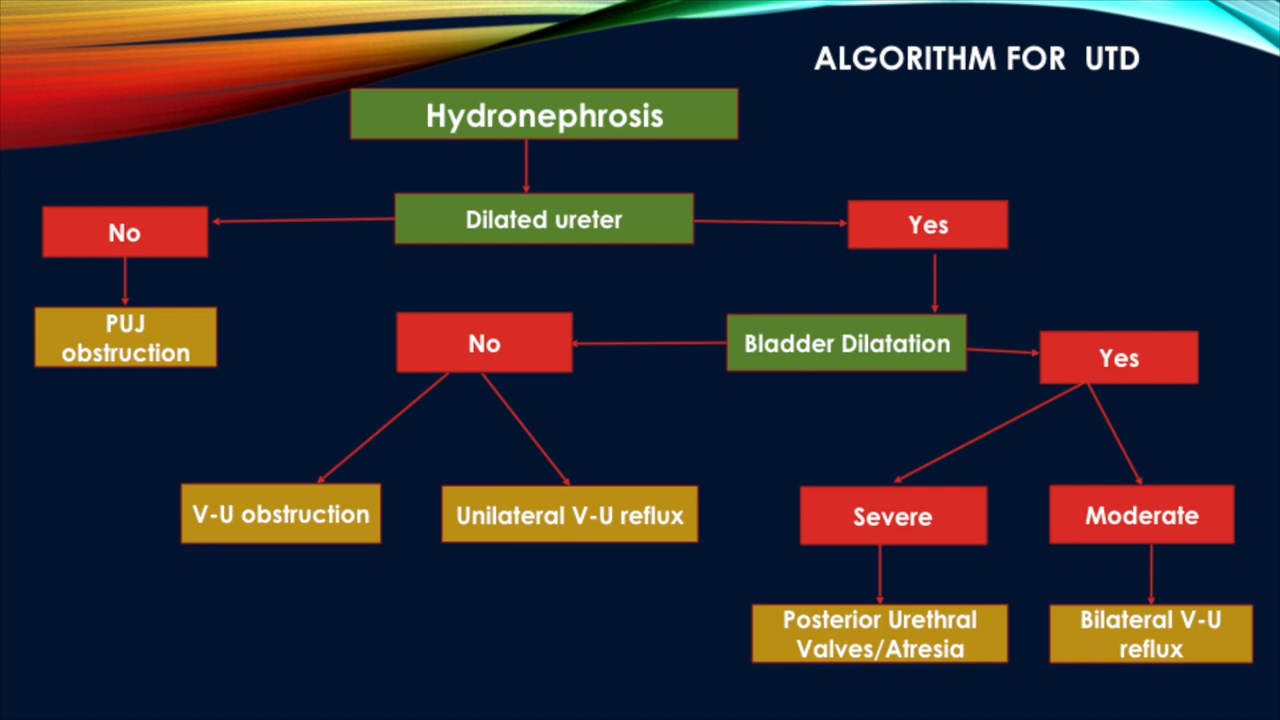 ALGORITHM FOR UTD
Hydronephrosis
Dilated ureter
No
Yes
PUJ
obstruction
No
Bladder Dilatation
Yes
V-U obstruction
Unilateral V-U reflux
Severe
Moderate
Posterior Urethral
Valves/Atresia
Bilateral V-U
reflux